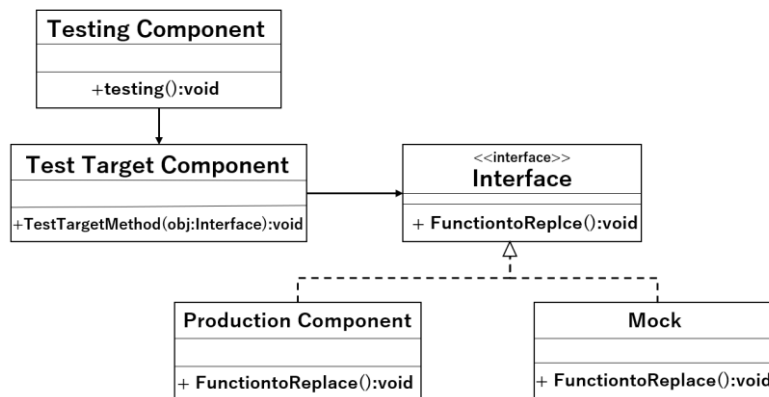 Testing Component
+testing():void
Test Target Component
+TestTargetMethod(obj:Interface):void
<<interface>>
Interface
+ FunctiontoReplce():void
Production Component
+ FunctiontoReplace():void
Mock
+ FunctiontoReplace():void